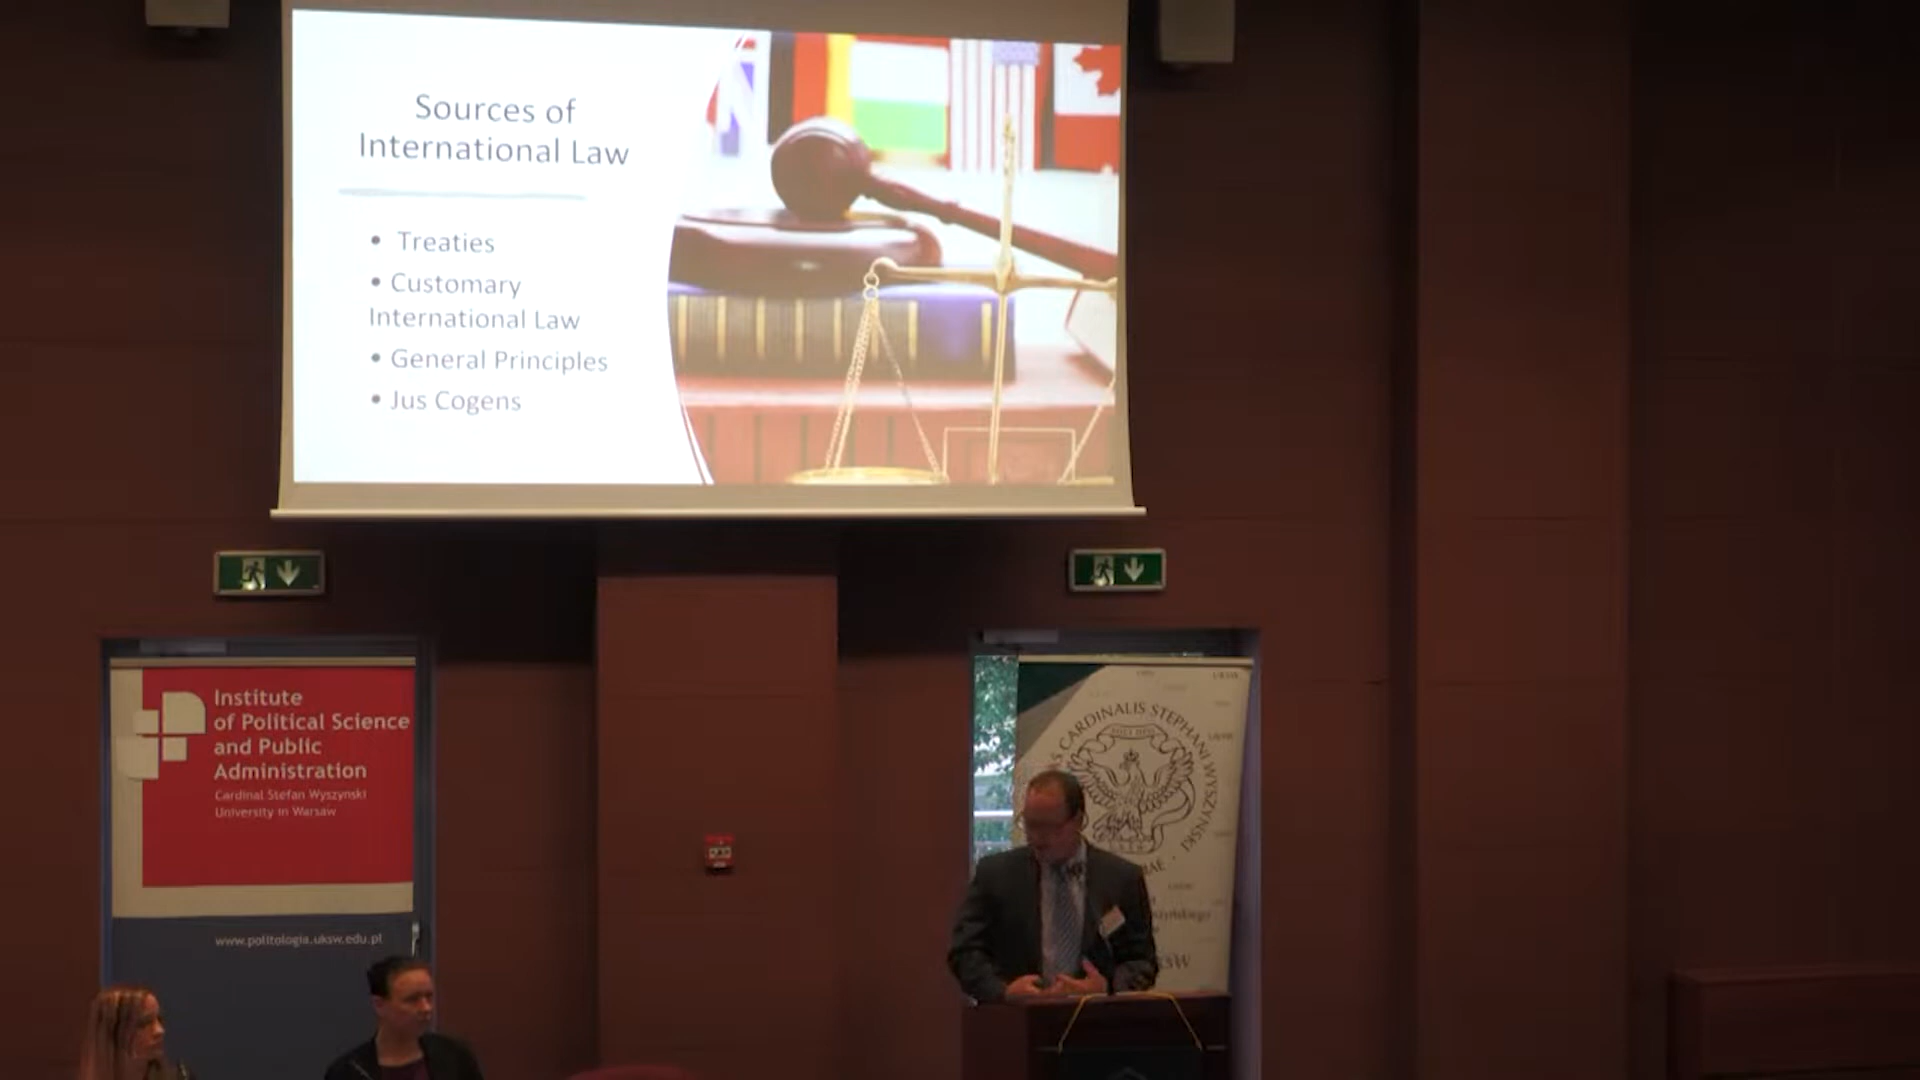 Sources of
International Law
• Treaties
• Customary
International Law
• General Principles
• Jus Cogens
Institute
of Political Science
and Public
Administration
Cardinal Stefan Wyszynski
University in Warsaw
www.politologia.uksw.edu.pl
CARDINALIS STEPHANI WYSZYŃSKI